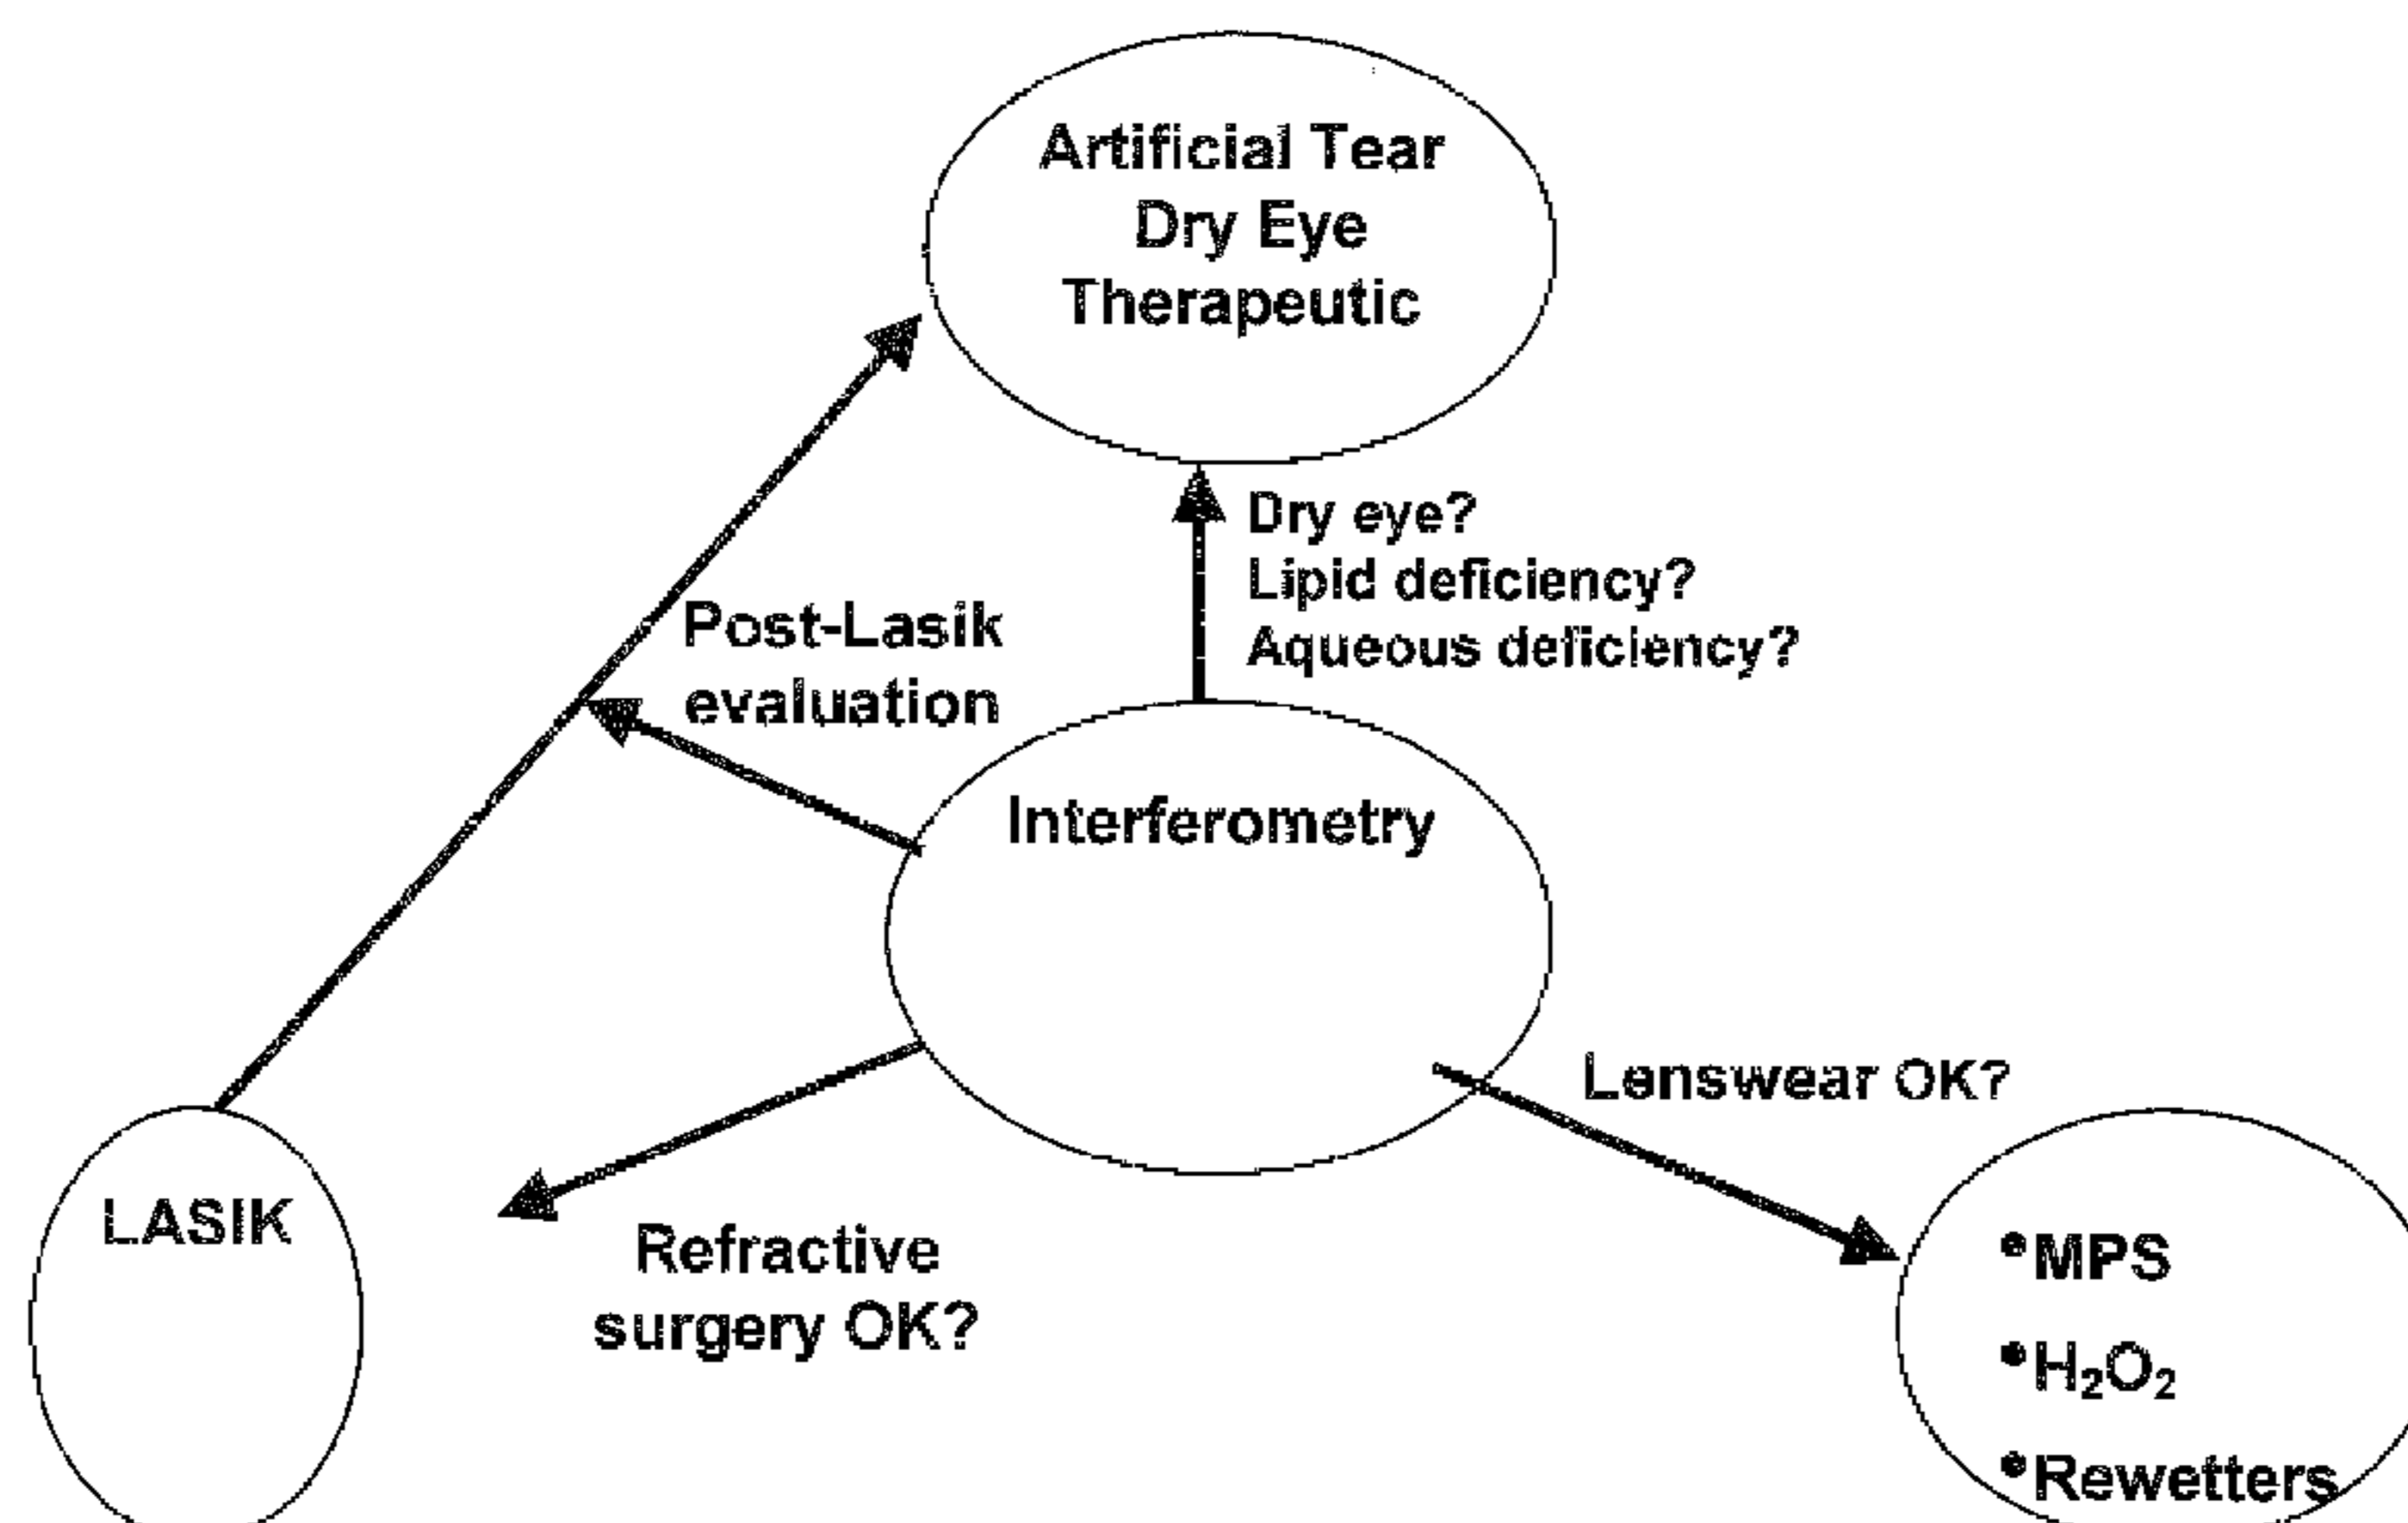 Artificial Tear
Dry Eye
Therapeutic
Dry eye?
Lipid deficiency?
Aqueous deficiency?
Post-Lasik
evaluation
Interferometry
Lenswear OK?
LASIK
Refractive
surgery OK?
•MPS
•H₂O₂
•Rewetters